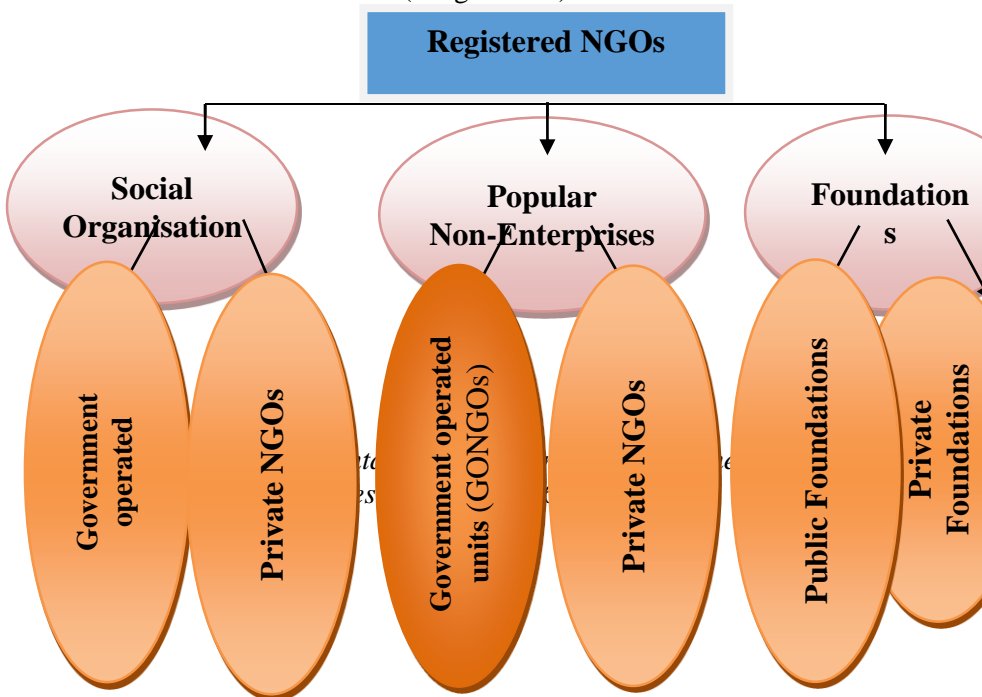 Registered NGOs
Social
Organisation
Popular
Non-Enterprises
Foundation
s
Government
operated
Private NGOs
Government operated
units (GONGOs)
Private NGOs
Public Foundations
Private
Foundations